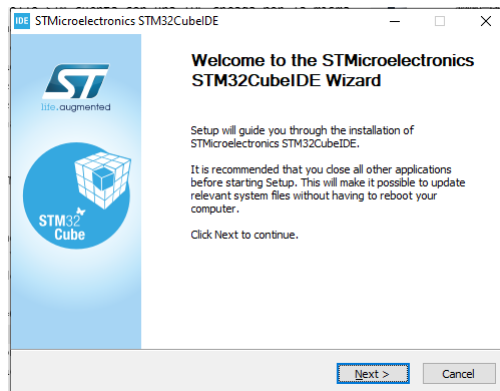 IDE STMicroelectronics STM32CubeIDE
ST
life.augmented
STM32
Cube
Welcome to the STMicroelectronics
STM32CubeIDE Wizard
Setup will guide you through the installation of
STMicroelectronics STM32CubeIDE.
It is recommended that you close all other applications
before starting Setup. This will make it possible to update
relevant system files without having to reboot your
computer.
Click Next to continue.
Next >
Cancel